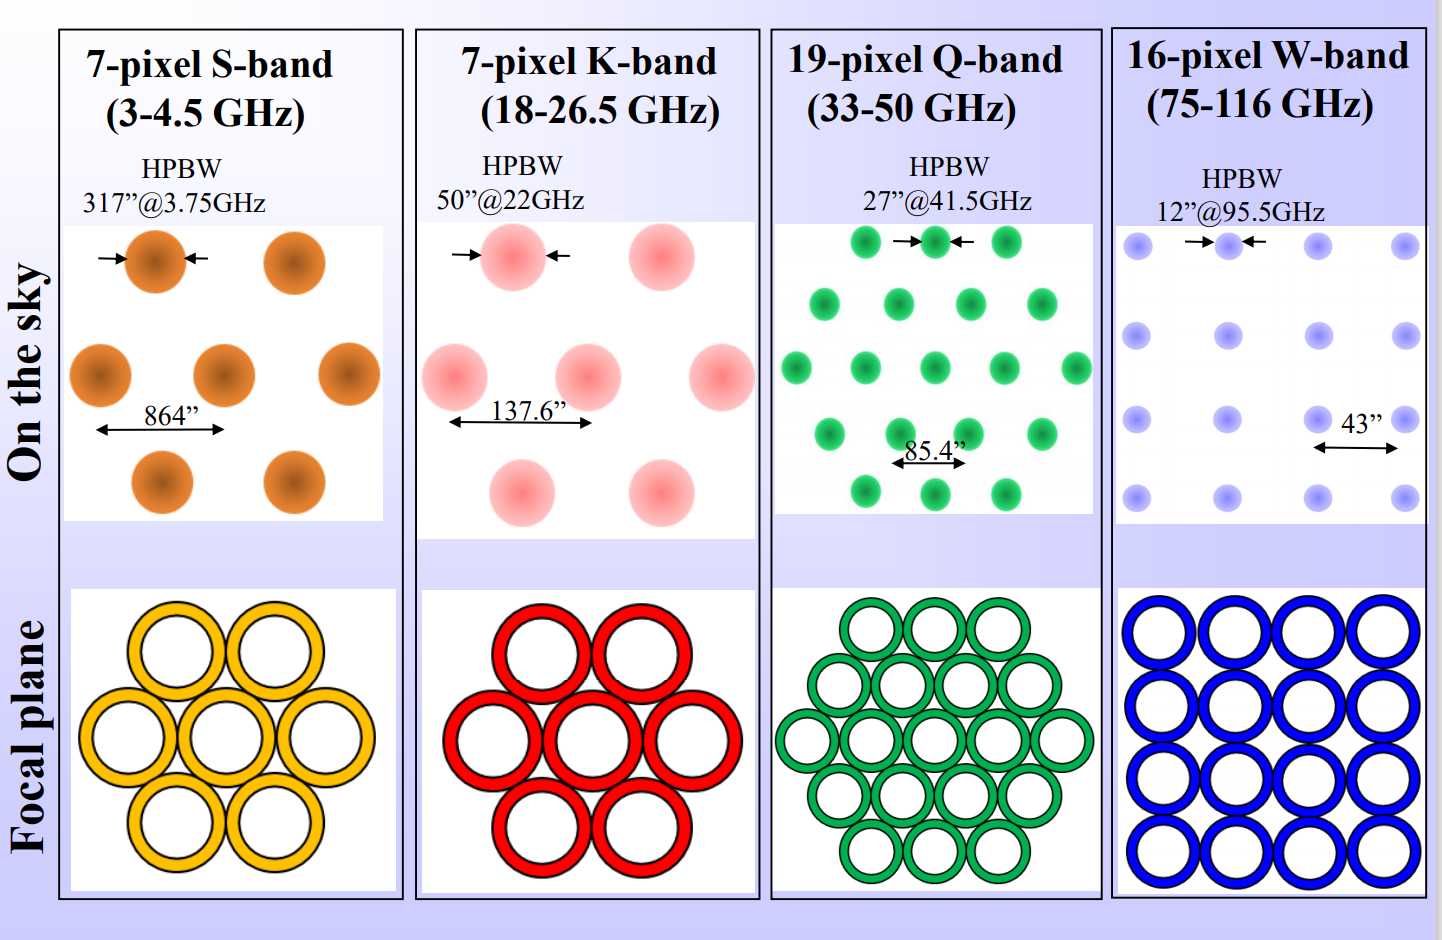 7-pixel S-band
(3-4.5 GHz)
HPBW
317”@3.75GHz
864”
7-pixel K-band
(18-26.5 GHz)
HPBW
50”@22GHz
137.6”
19-pixel Q-band
(33-50 GHz)
HPBW
27”@41.5GHz
85.4”
16-pixel W-band
(75-116 GHz)
HPBW
12”@95.5GHz
43”
On the sky
Focal plane